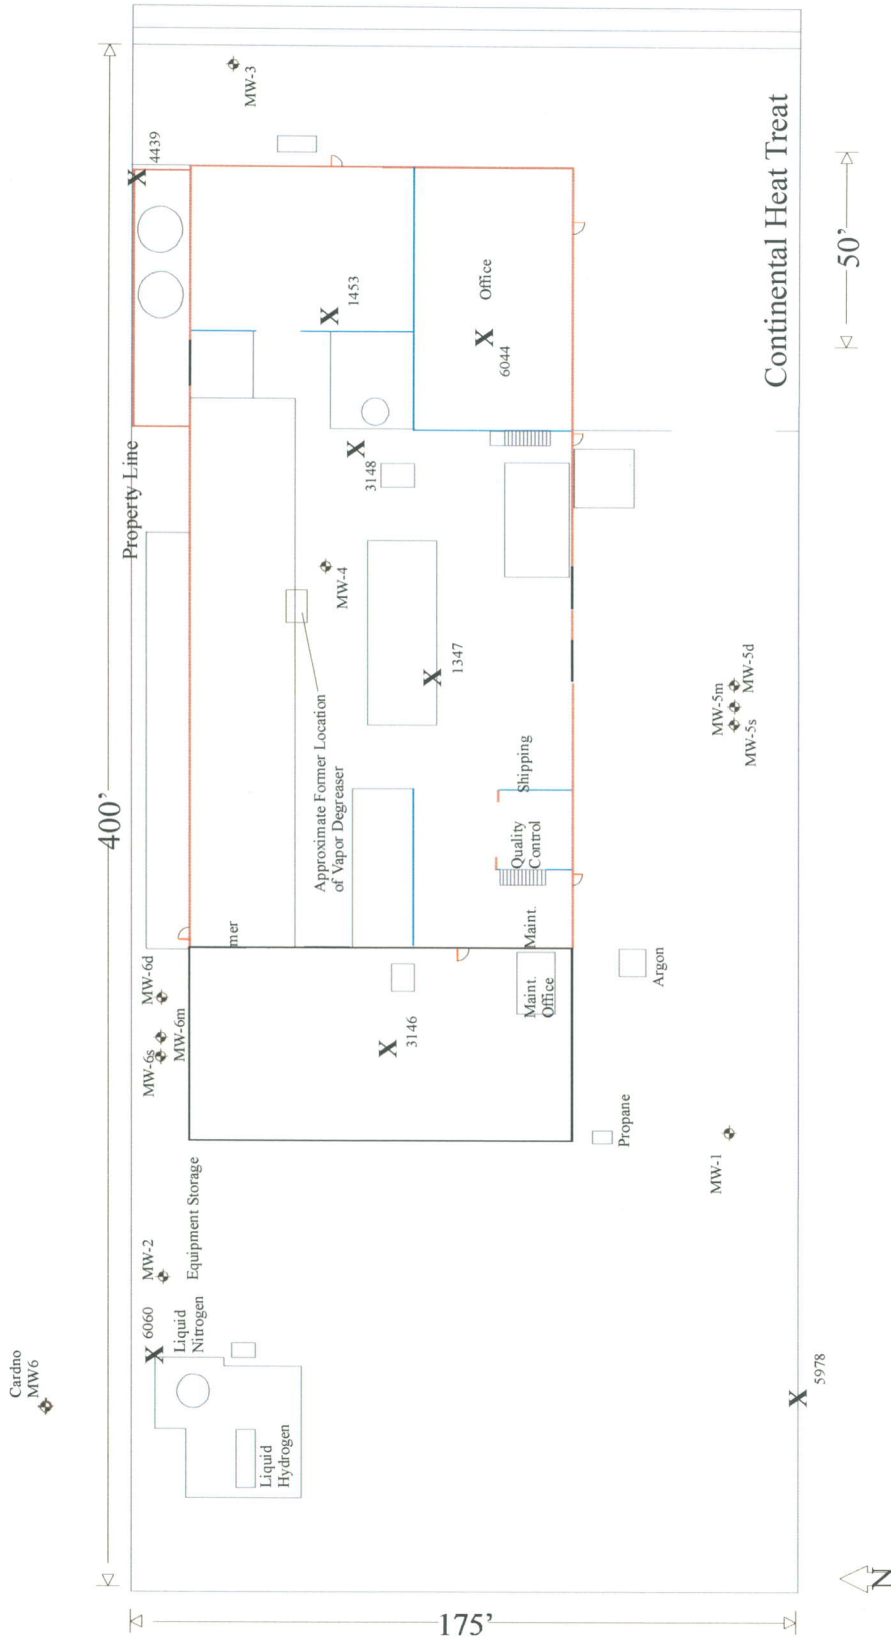 Cardno
MW6
400'
175'
N
Property Line
4439
MW-3
1453
Office
6044
3148
MW-4
1347
Approximate Former Location
of Vapor Degreaser
Shipping
Quality
Control
mer
Maint.
Maint.
Office
3146
Argon
Propane
MW-6d
MW-6m
MW-6s
MW-2
Equipment Storage
6060
Liquid
Nitrogen
Liquid
Hydrogen
MW-1
MW-5m
MW-5d
MW-5s
5978
Continental Heat Treat
50'
X
X
X
X
X
X
X
X